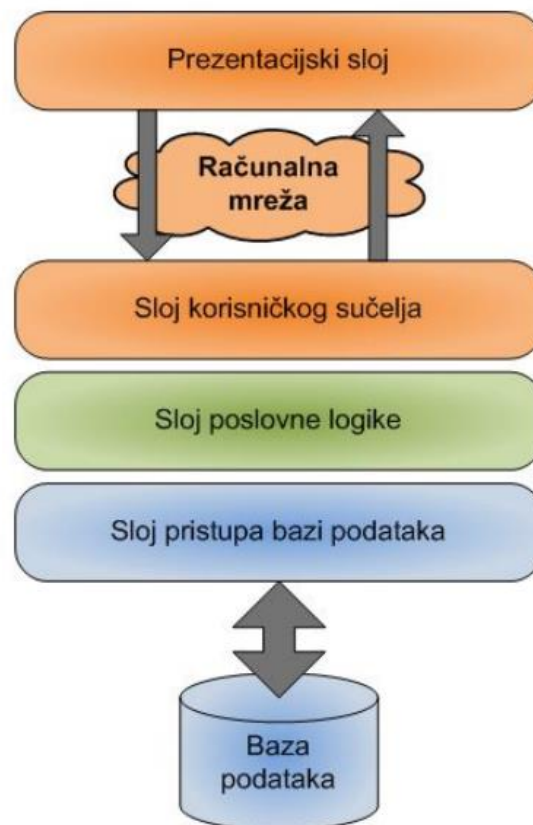 Prezentacijski sloj
Računalna
mreža
Sloj korisničkog sučelja
Sloj poslovne logike
Sloj pristupa bazi podataka
Baza
podataka